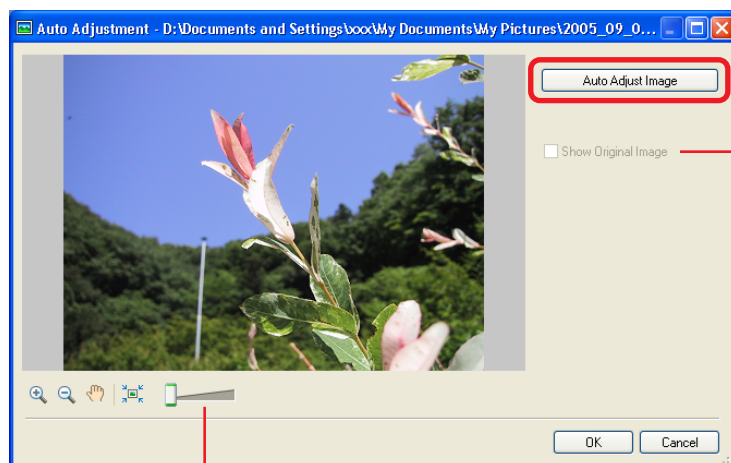 Auto Adjustment - D:\Documents and Settings\xxx\My Documents\My Pictures\2005_09_0...
Auto Adjust Image
Show Original Image
OK
Cancel